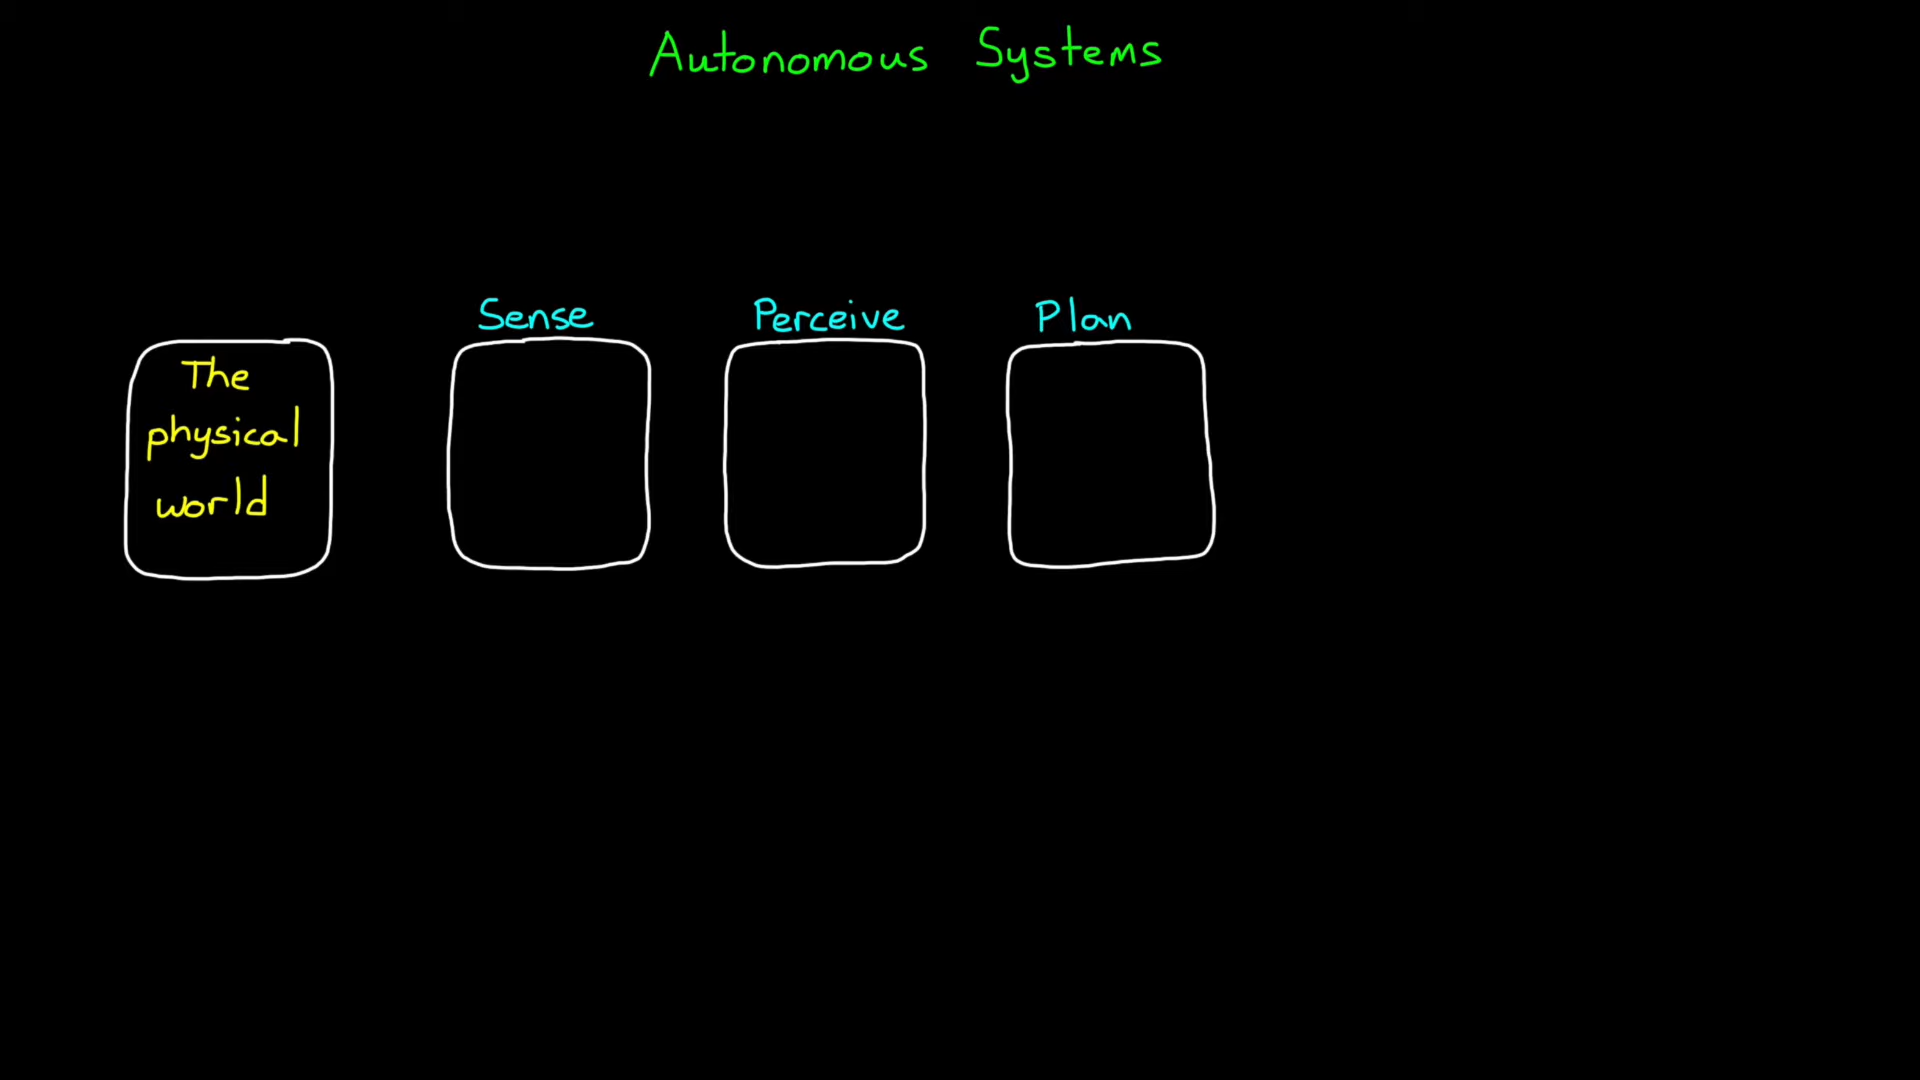 Autonomous Systems
Sense Perceive Plan
The
physical
world